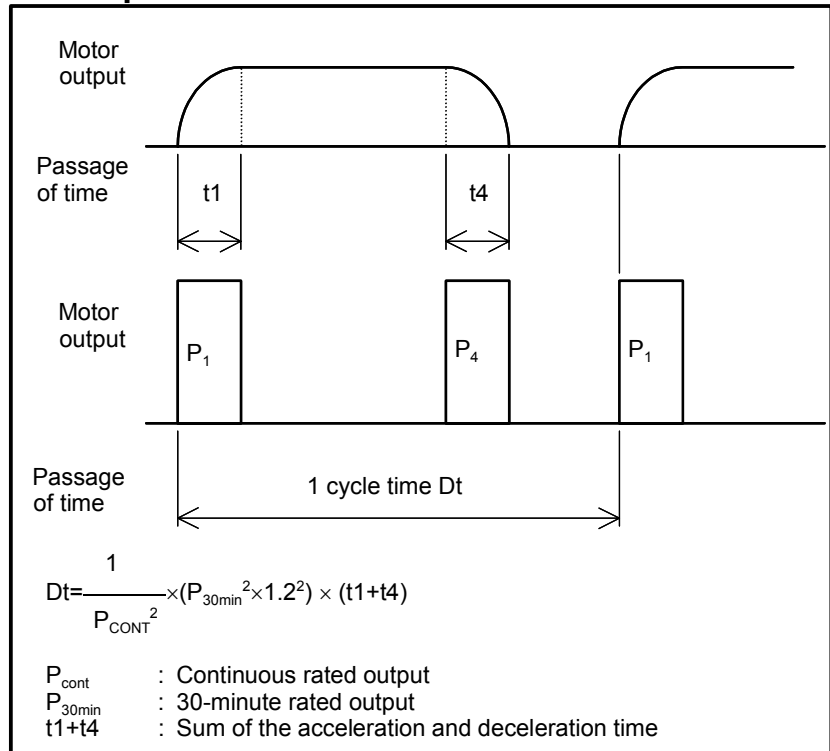 Motor
output
Passage
of time
t1
t4
Motor
output
P₁
P₄
P₁
Passage
of time
1 cycle time Dt
1
Dt=———×(P₃₀ₘᵢₙ²×1.2²) × (t1+t4)
P_CONT²
P_cont : Continuous rated output
P₃₀ₘᵢₙ : 30-minute rated output
t1+t4 : Sum of the acceleration and deceleration time